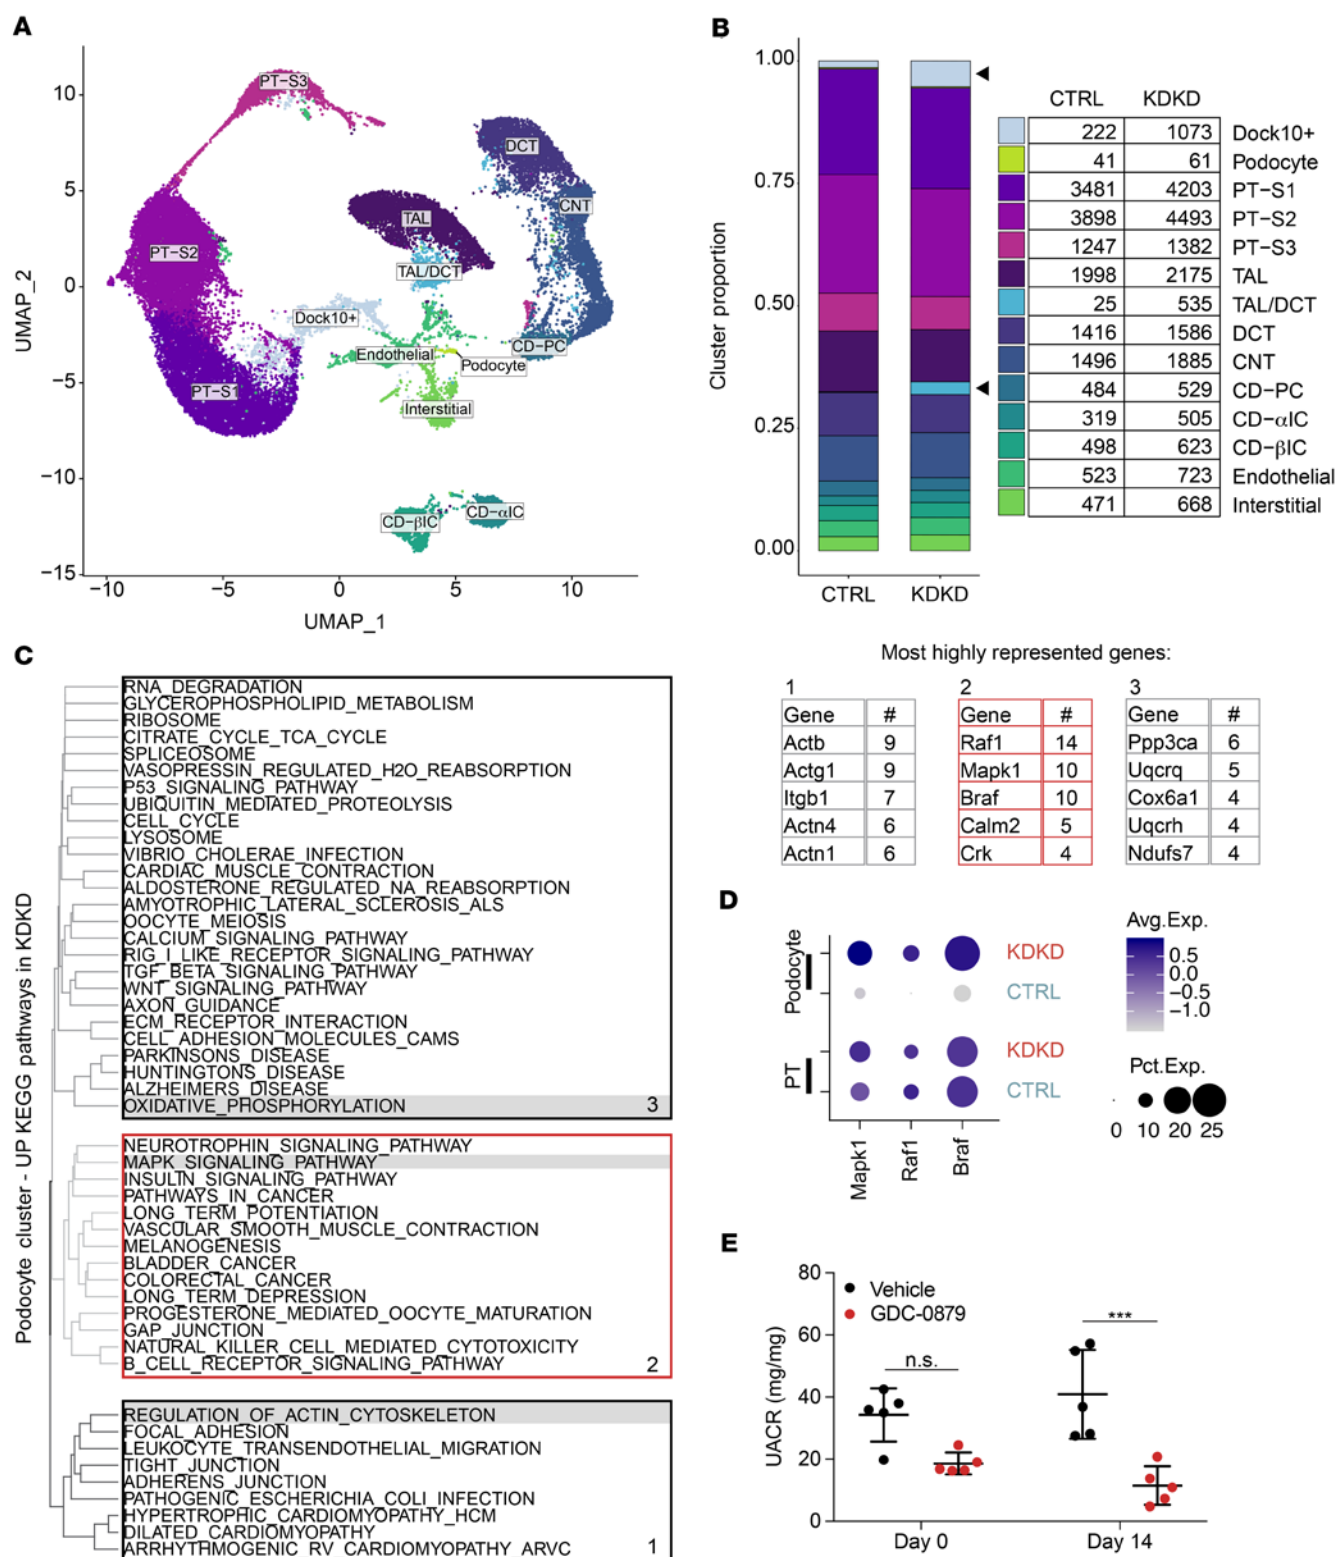 A
UMAP_2
10
5
0
−5
−10
−15
−10
−5
0
5
10
UMAP_1
PT−S3
DCT
CNT
TAL
PT−S2
TAL/DCT
Dock10+
CD−PC
Endothelial
Podocyte
PT−S1
Interstitial
CD−βIC
CD−αIC
B
Cluster proportion
1.00
0.75
0.50
0.25
0.00
CTRL
KDKD
CTRL KDKD
222 1073 Dock10+
41 61 Podocyte
3481 4203 PT−S1
3898 4493 PT−S2
1247 1382 PT−S3
1998 2175 TAL
25 535 TAL/DCT
1416 1586 DCT
1496 1885 CNT
484 529 CD−PC
319 505 CD−αIC
498 623 CD−βIC
523 723 Endothelial
471 668 Interstitial
C
Podocyte cluster - UP KEGG pathways in KDKD
RNA_DEGRADATION
GLYCEROPHOSPHOLIPID_METABOLISM
RIBOSOME
CITRATE_CYCLE_TCA_CYCLE
SPLICEOSOME
VASOPRESSIN_REGULATED_H2O_REABSORPTION
P53_SIGNALING_PATHWAY
UBIQUITIN_MEDIATED_PROTEOLYSIS
CELL_CYCLE
LYSOSOME
VIBRIO_CHOLERAE_INFECTION
CARDIAC_MUSCLE_CONTRACTION
ALDOSTERONE_REGULATED_NA_REABSORPTION
AMYOTROPHIC_LATERAL_SCLEROSIS_ALS
OOCYTE_MEIOSIS
CALCIUM_SIGNALING_PATHWAY
RIG_I_LIKE_RECEPTOR_SIGNALING_PATHWAY
TGF_BETA_SIGNALING_PATHWAY
WNT_SIGNALING_PATHWAY
AXON_GUIDANCE
ECM_RECEPTOR_INTERACTION
CELL_ADHESION_MOLECULES_CAMS
PARKINSONS_DISEASE
HUNTINGTONS_DISEASE
ALZHEIMERS_DISEASE
OXIDATIVE_PHOSPHORYLATION 3
NEUROTROPHIN_SIGNALING_PATHWAY
MAPK_SIGNALING_PATHWAY
INSULIN_SIGNALING_PATHWAY
PATHWAYS_IN_CANCER
LONG_TERM_POTENTIATION
VASCULAR_SMOOTH_MUSCLE_CONTRACTION
MELANOGENESIS
BLADDER_CANCER
COLORECTAL_CANCER
LONG_TERM_DEPRESSION
PROGESTERONE_MEDIATED_OOCYTE_MATURATION
GAP_JUNCTION
NATURAL_KILLER_CELL_MEDIATED_CYTOTOXICITY
B_CELL_RECEPTOR_SIGNALING_PATHWAY 2
REGULATION_OF_ACTIN_CYTOSKELETON
FOCAL_ADHESION
LEUKOCYTE_TRANSENDOTHELIAL_MIGRATION
TIGHT_JUNCTION
ADHERENS_JUNCTION
PATHOGENIC_ESCHERICHIA_COLI_INFECTION
HYPERTROPHIC_CARDIOMYOPATHY_HCM
DILATED_CARDIOMYOPATHY
ARRHYTHMOGENIC_RV_CARDIOMYOPATHY_ARVC 1
Most highly represented genes:
1
Gene #
Actb 9
Actg1 9
Itgb1 7
Actn4 6
Actn1 6
2
Gene #
Raf1 14
Mapk1 10
Braf 10
Calm2 5
Crk 4
3
Gene #
Ppp3ca 6
Uqcrq 5
Cox6a1 4
Uqcrh 4
Ndufs7 4
D
Podocyte
PT
KDKD
CTRL
KDKD
CTRL
Mapk1
Raf1
Braf
Avg.Exp.
0.5
0.0
−0.5
−1.0
Pct.Exp.
0 10 20 25
E
UACR (mg/mg)
80
60
40
20
0
Vehicle
GDC-0879
n.s.
***
Day 0
Day 14